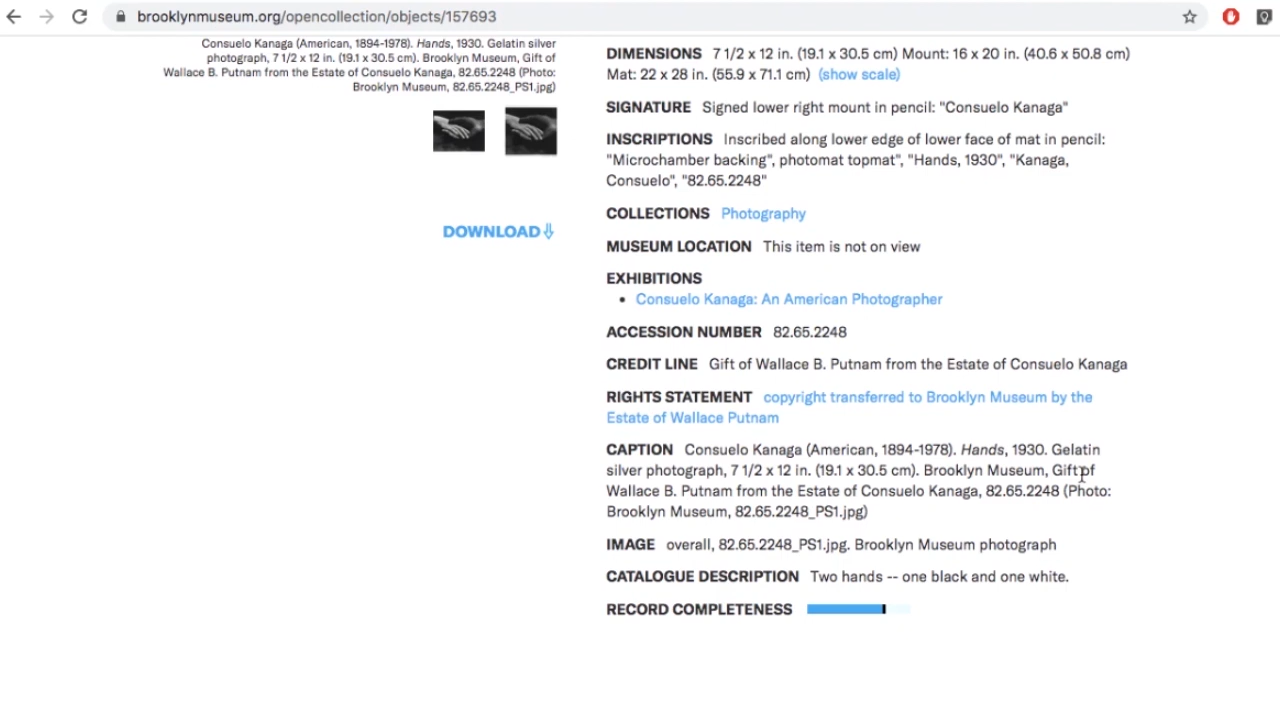 brooklynmuseum.org/opencollection/objects/157693
Consuelo Kanaga (American, 1894-1978). Hands, 1930. Gelatin silver
photograph, 7 1/2 x 12 in. (19.1 x 30.5 cm). Brooklyn Museum, Gift of
Wallace B. Putnam from the Estate of Consuelo Kanaga, 82.65.2248 (Photo:
Brooklyn Museum, 82.65.2248_PS1.jpg)
DOWNLOAD
DIMENSIONS 7 1/2 x 12 in. (19.1 x 30.5 cm) Mount: 16 x 20 in. (40.6 x 50.8 cm)
Mat: 22 x 28 in. (55.9 x 71.1 cm) (show scale)
SIGNATURE Signed lower right mount in pencil: "Consuelo Kanaga"
INSCRIPTIONS Inscribed along lower edge of lower face of mat in pencil:
"Microchamber backing", photomat topmat", "Hands, 1930", "Kanaga,
Consuelo", "82.65.2248"
COLLECTIONS Photography
MUSEUM LOCATION This item is not on view
EXHIBITIONS
• Consuelo Kanaga: An American Photographer
ACCESSION NUMBER 82.65.2248
CREDIT LINE Gift of Wallace B. Putnam from the Estate of Consuelo Kanaga
RIGHTS STATEMENT copyright transferred to Brooklyn Museum by the
Estate of Wallace Putnam
CAPTION Consuelo Kanaga (American, 1894-1978). Hands, 1930. Gelatin
silver photograph, 7 1/2 x 12 in. (19.1 x 30.5 cm). Brooklyn Museum, Gift of
Wallace B. Putnam from the Estate of Consuelo Kanaga, 82.65.2248 (Photo:
Brooklyn Museum, 82.65.2248_PS1.jpg)
IMAGE overall, 82.65.2248_PS1.jpg. Brooklyn Museum photograph
CATALOGUE DESCRIPTION Two hands -- one black and one white.
RECORD COMPLETENESS